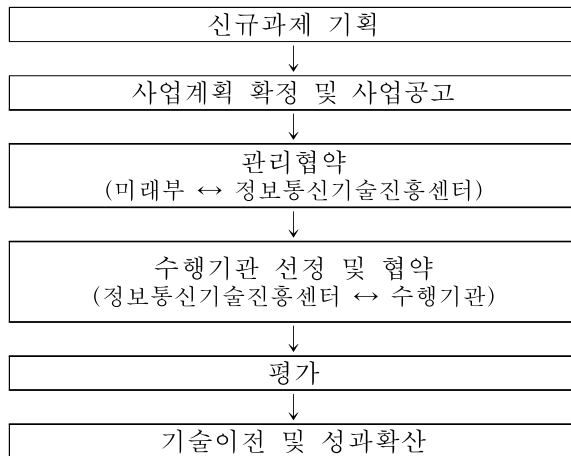 신규과제 기획
사업계획 확정 및 사업공고
관리협약
(미래부 ↔ 정보통신기술진흥센터)
수행기관 선정 및 협약
(정보통신기술진흥센터 ↔ 수행기관)
평가
기술이전 및 성과확산